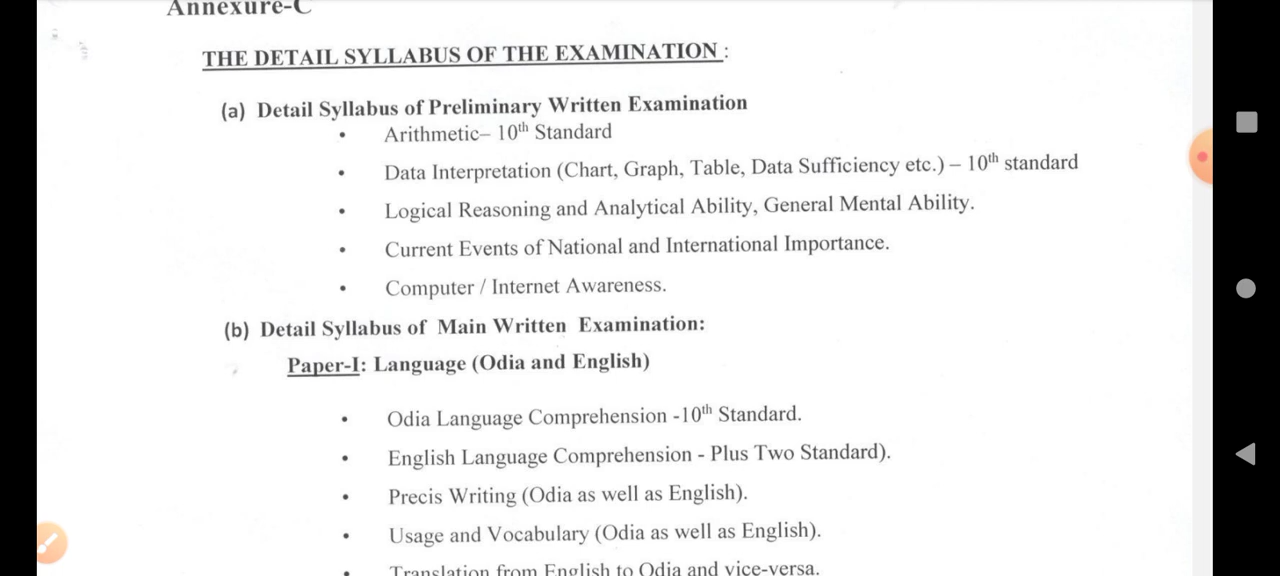 Annexure-C
THE DETAIL SYLLABUS OF THE EXAMINATION :
(a) Detail Syllabus of Preliminary Written Examination
• Arithmetic– 10th Standard
• Data Interpretation (Chart, Graph, Table, Data Sufficiency etc.) – 10th standard
• Logical Reasoning and Analytical Ability, General Mental Ability.
• Current Events of National and International Importance.
• Computer / Internet Awareness.
(b) Detail Syllabus of Main Written Examination:
Paper-I: Language (Odia and English)
• Odia Language Comprehension -10th Standard.
• English Language Comprehension - Plus Two Standard).
• Precis Writing (Odia as well as English).
• Usage and Vocabulary (Odia as well as English).
• Translation from English to Odia and vice-versa.